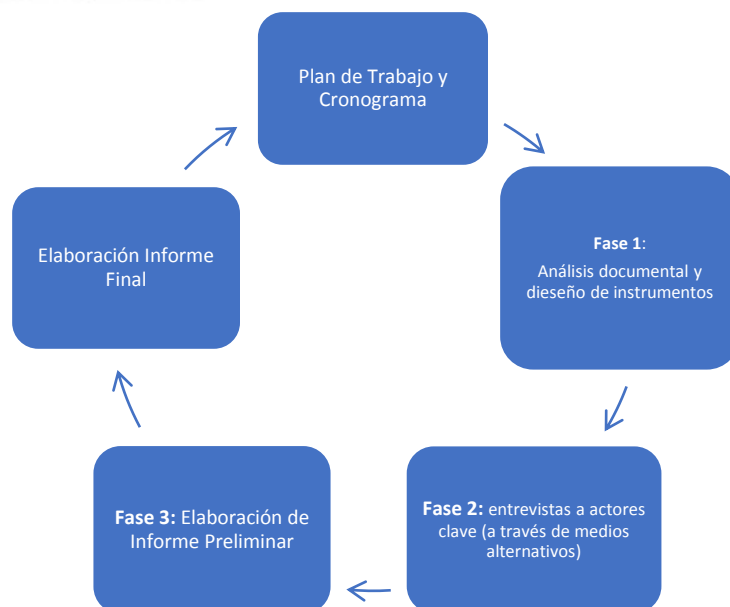 Plan de Trabajo y
Cronograma
Fase 1:
Análisis documental y
dieseño de instrumentos
Fase 2: entrevistas a actores
clave (a través de medios
alternativos)
Fase 3: Elaboración de
Informe Preliminar
Elaboración Informe
Final